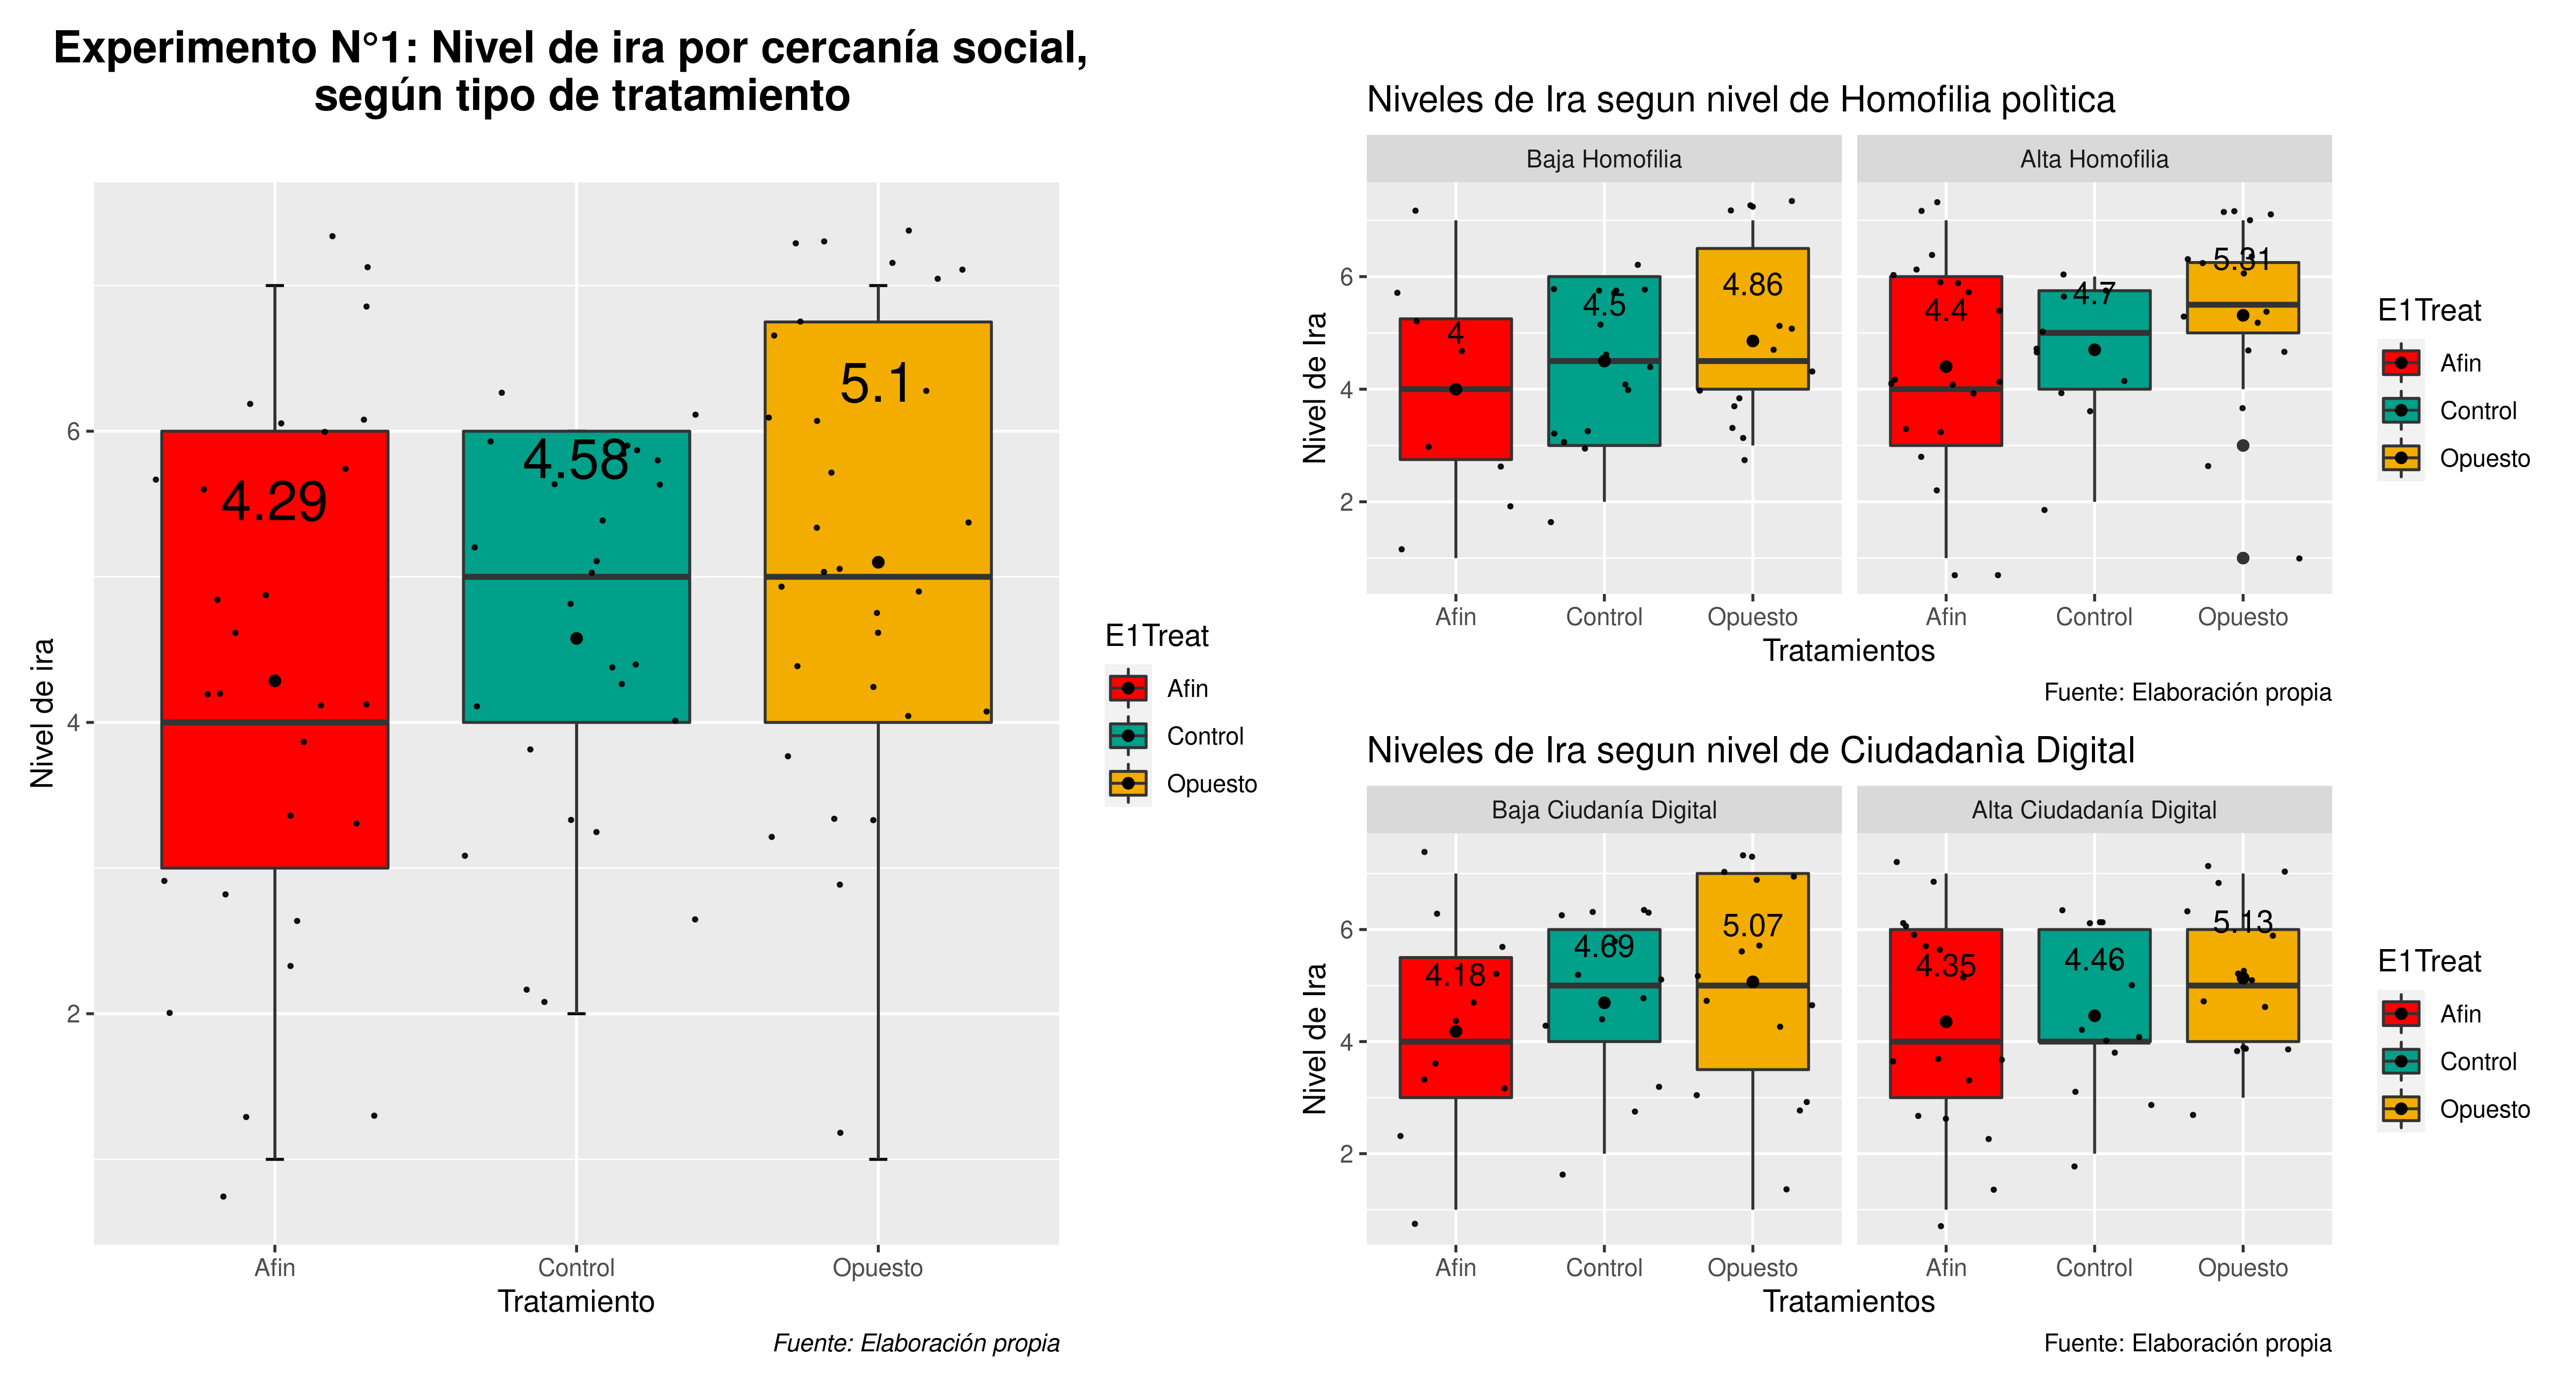 Experimento N°1: Nivel de ira por cercanía social,
según tipo de tratamiento
Nivel de ira
6
4
2
4.29
4.58
5.1
Afin
Control
Opuesto
Tratamiento
Fuente: Elaboración propia
E1Treat
Afin
Control
Opuesto
Niveles de Ira segun nivel de Homofilia polìtica
Baja Homofilia
Alta Homofilia
Nivel de Ira
6
4
2
4
4.5
4.86
4.4
4.7
5.31
Afin
Control
Opuesto
Afin
Control
Opuesto
Tratamientos
Fuente: Elaboración propia
E1Treat
Afin
Control
Opuesto
Niveles de Ira segun nivel de Ciudadanìa Digital
Baja Ciudanía Digital
Alta Ciudadanía Digital
Nivel de Ira
6
4
2
4.18
4.69
5.07
4.35
4.46
5.13
Afin
Control
Opuesto
Afin
Control
Opuesto
Tratamientos
Fuente: Elaboración propia
E1Treat
Afin
Control
Opuesto